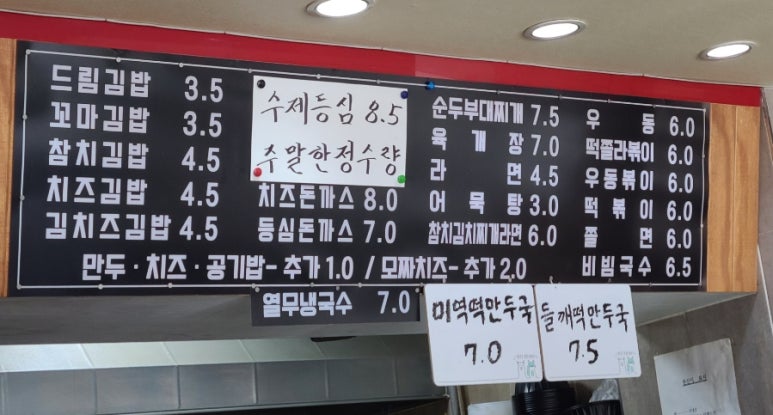 드림김밥 3.5
꼬마김밥 3.5
참치김밥 4.5
치즈김밥 4.5
김치즈김밥 4.5
수제등심 8.5
주말한정수량
치즈돈까스 8.0
등심돈까스 7.0
순두부대찌개 7.5
육개장 7.0
라면 4.5
어묵탕 3.0
참치김치찌개라면 6.0
우동 6.0
떡쫄라볶이 6.0
우동볶이 6.0
떡볶이 6.0
쫄면 6.0
비빔국수 6.5
만두·치즈·공기밥-추가1.0 / 모짜치즈-추가2.0
열무냉국수 7.0
미역떡만두국
7.0
들깨떡만두국
7.5